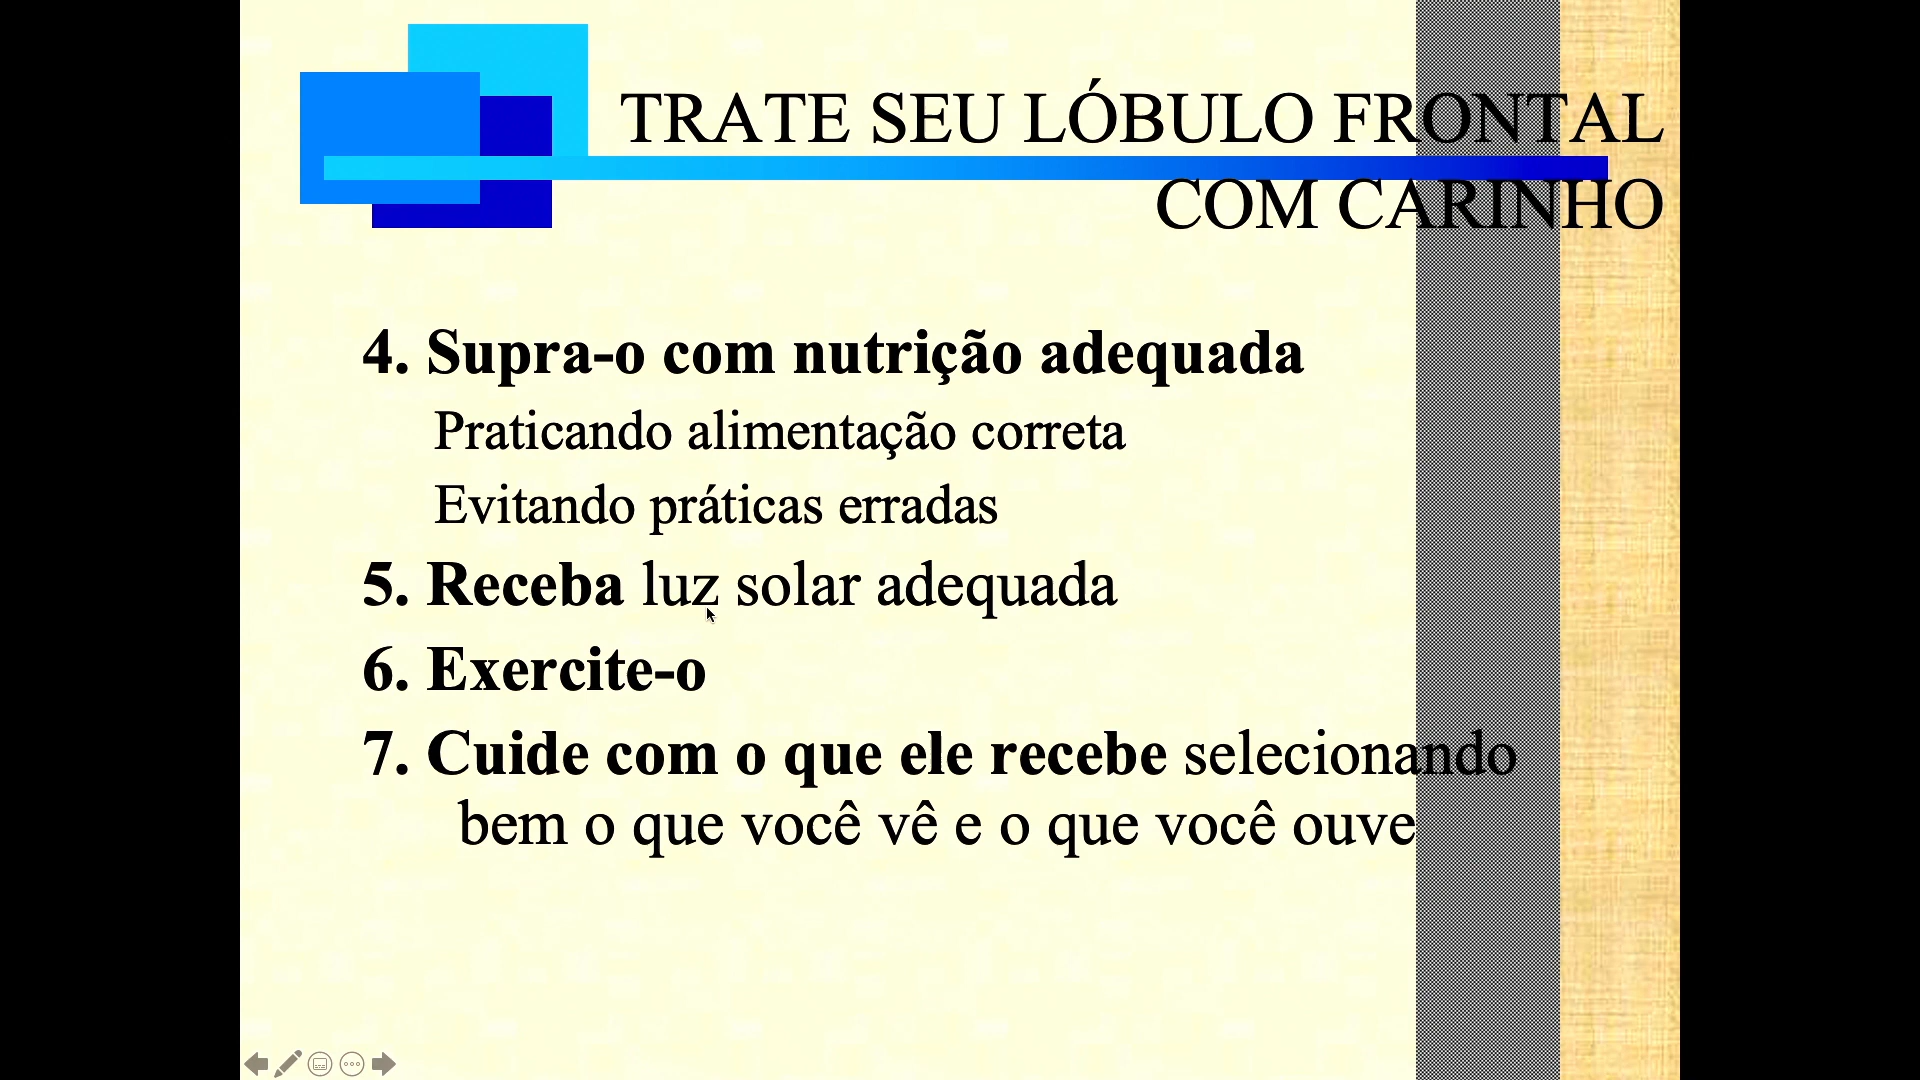 TRATE SEU LÓBULO FRONTAL
COM CARINHO
4. Supra-o com nutrição adequada
Praticando alimentação correta
Evitando práticas erradas
5. Receba luz solar adequada
6. Exercite-o
7. Cuide com o que ele recebe selecionando
bem o que você vê e o que você ouve